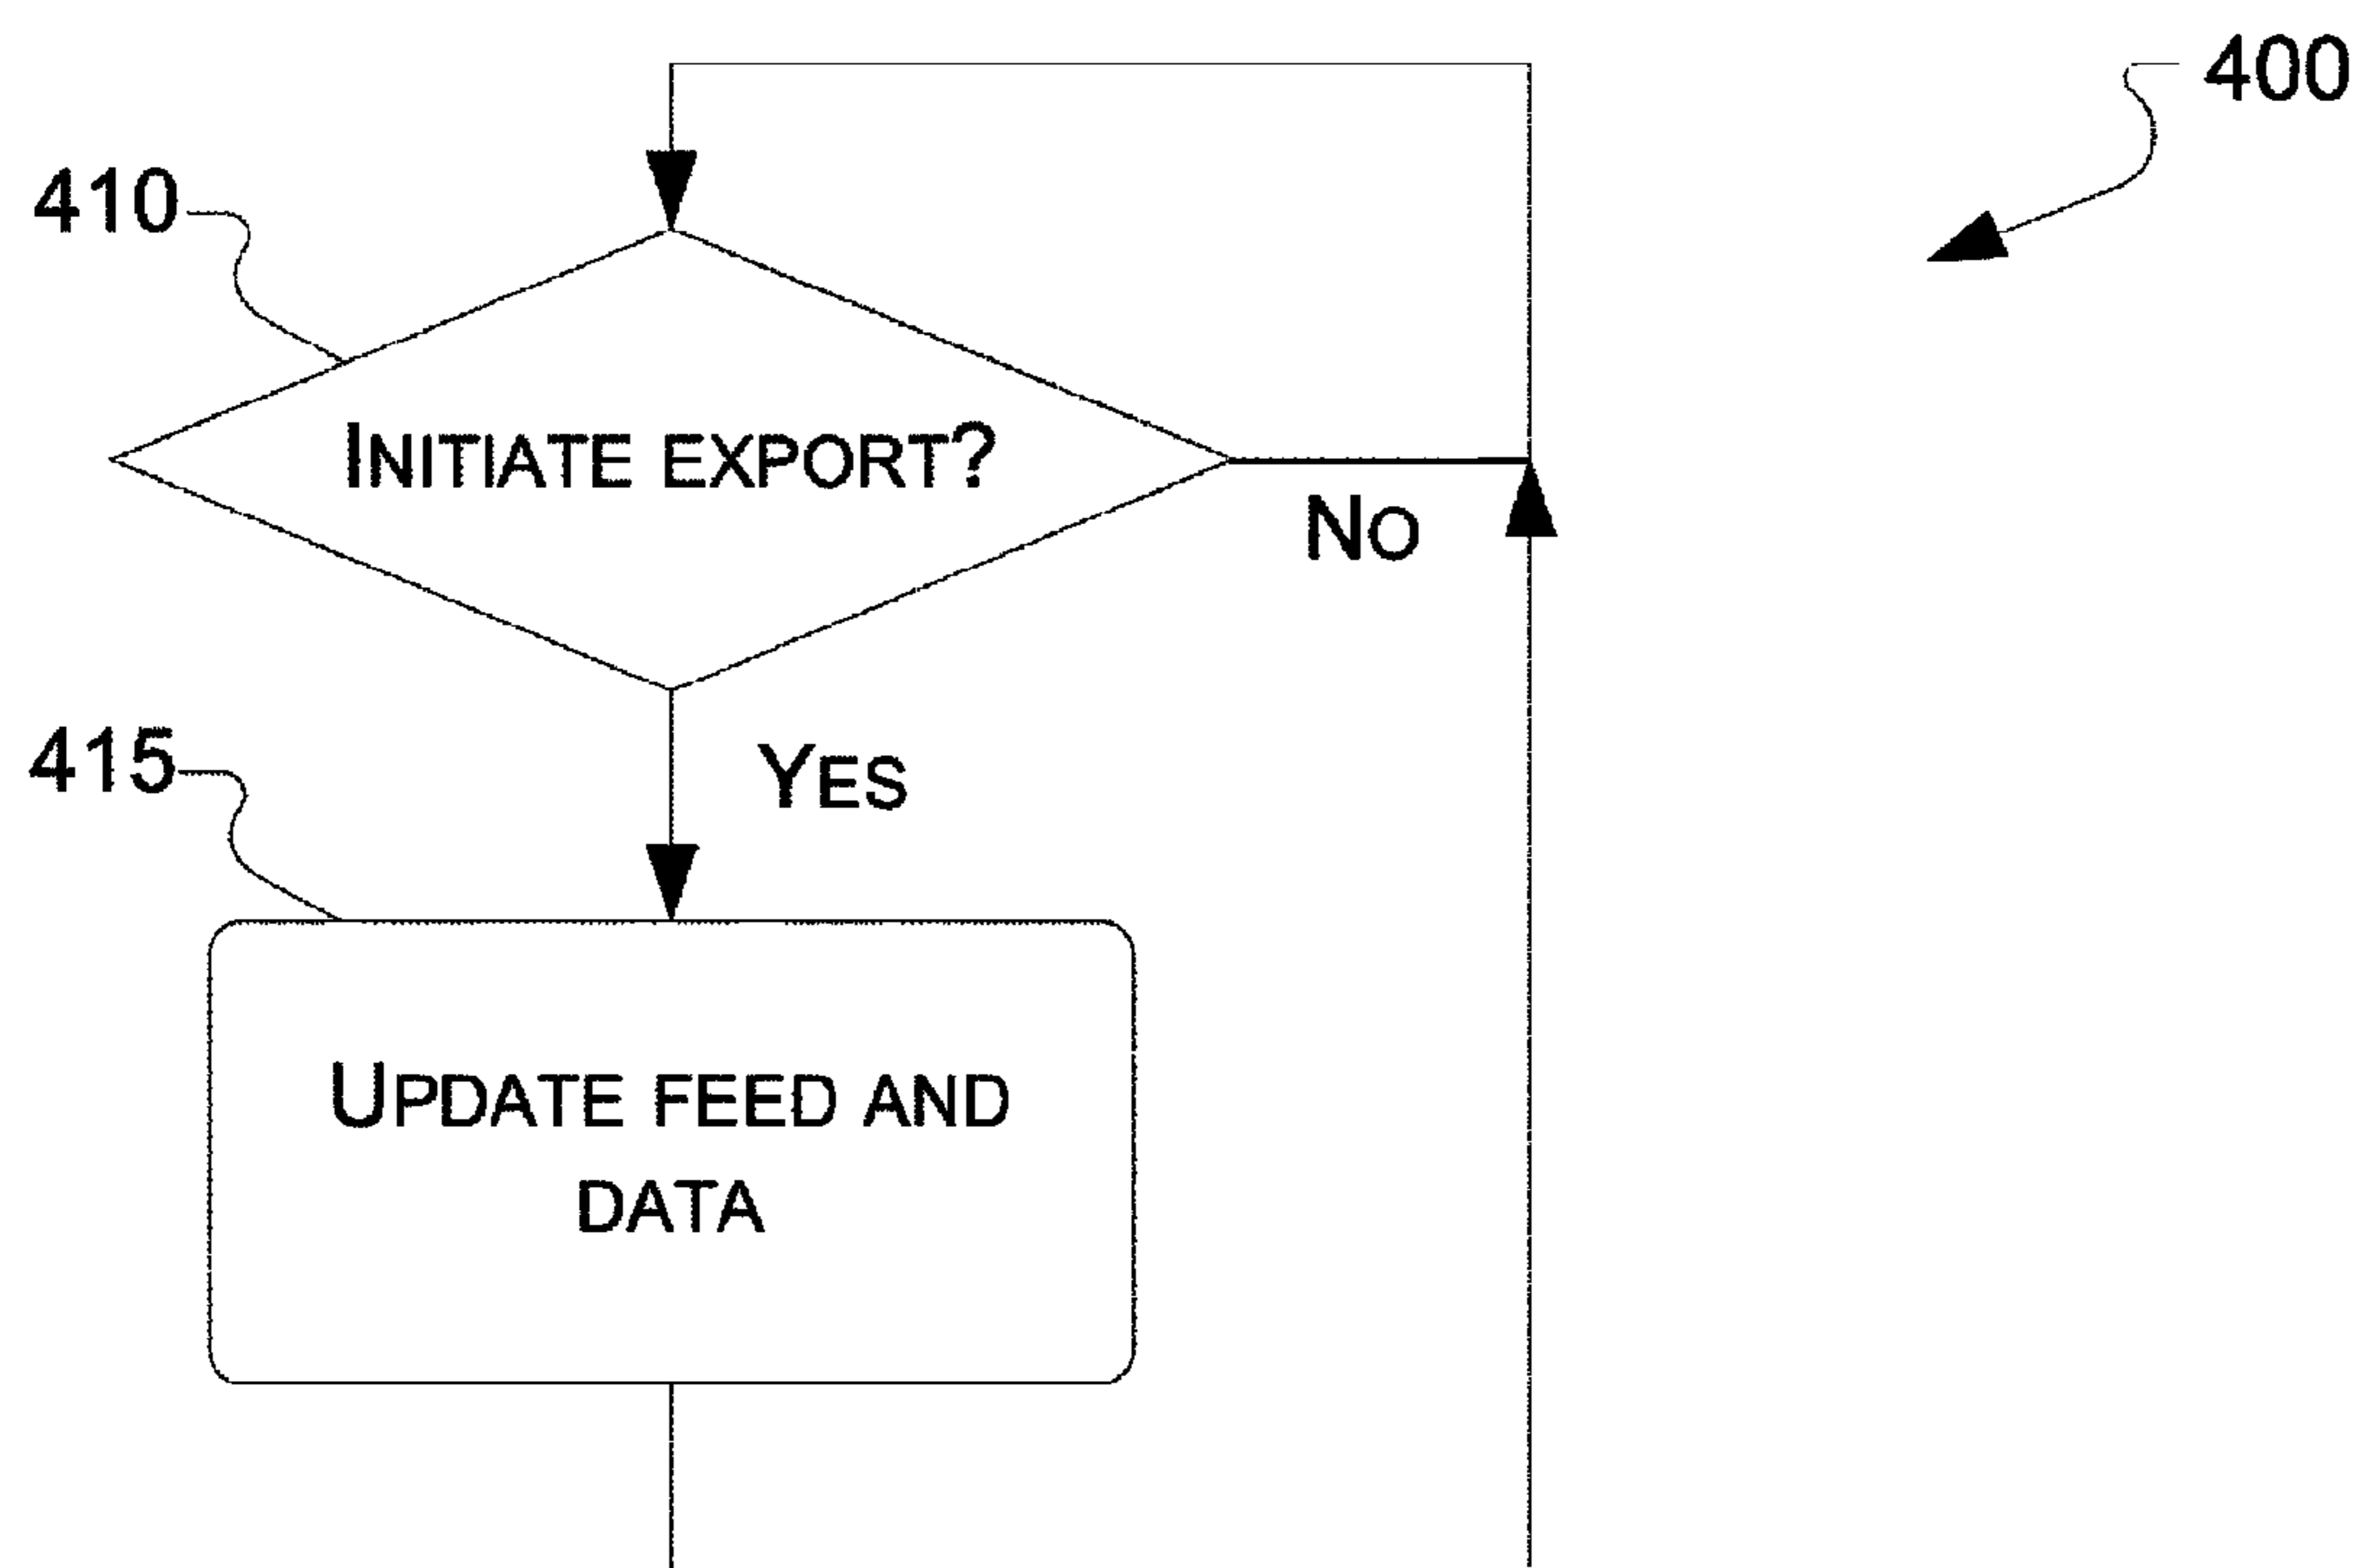 400
410
INITIATE EXPORT?
NO
YES
415
UPDATE FEED AND
DATA